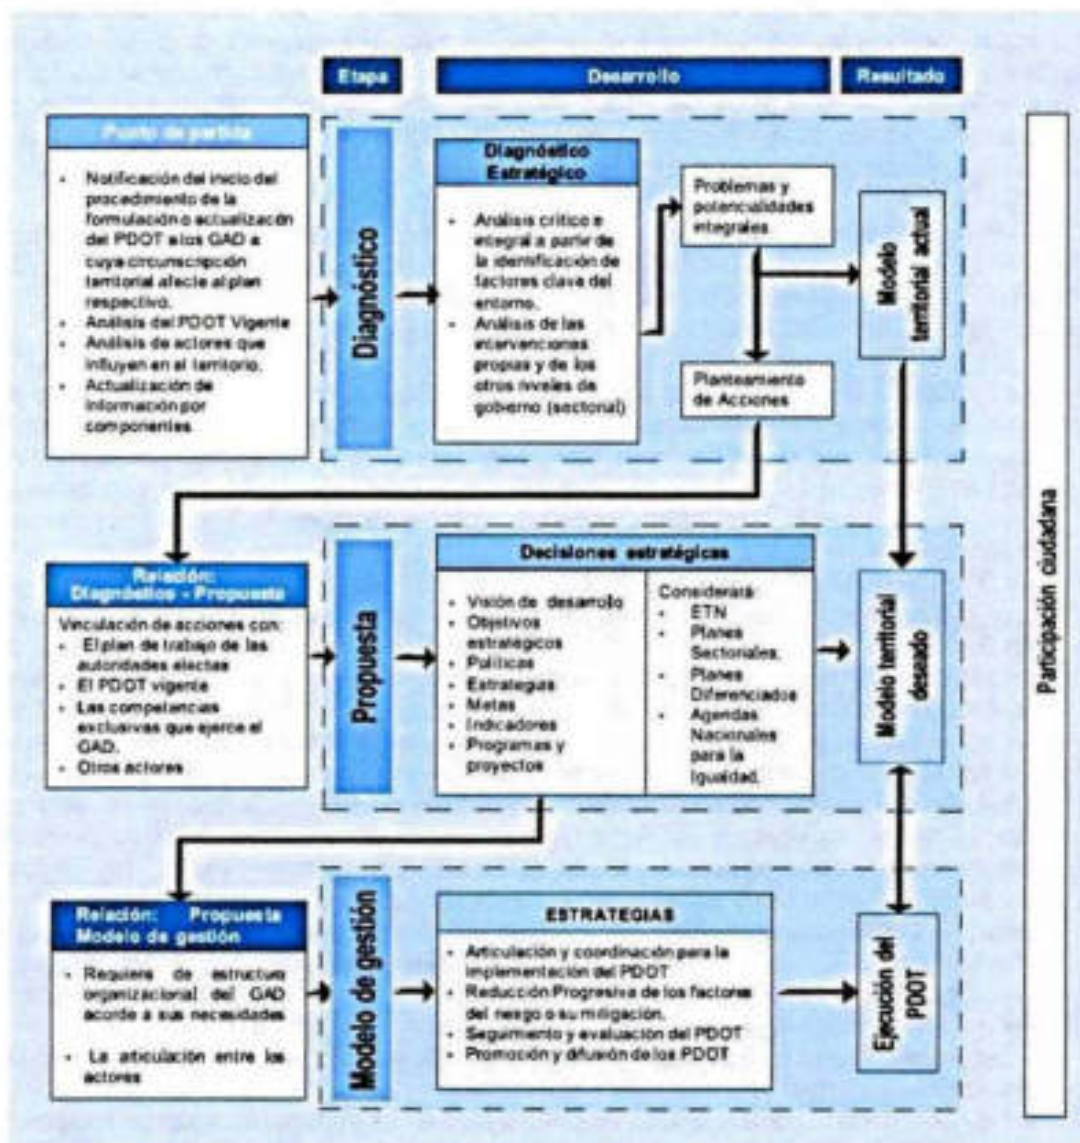 Etapa
Desarrollo
Resultado
Punto de partida
• Notificación del inicio del
procedimiento de la
formulación o actualización
del PDOT a los GAD a
cuya circunscripción
territorial afecte al plan
respectivo.
• Análisis del PDOT Vigente
• Análisis de actores que
influyen en el territorio.
• Actualización de
información por
componentes
Diagnóstico
Diagnóstico
Estratégico
• Análisis crítico e
integral a partir de
la identificación de
factores clave del
entorno.
• Análisis de las
intervenciones
propias y de los
otros niveles de
gobierno (sectorial)
Problemas y
potencialidades
integrales.
Planteamiento
de Acciones
Modelo
territorial actual
Relación:
Diagnóstico - Propuesta
Vinculación de acciones con:
• El plan de trabajo de las
autoridades electas
• El PDOT vigente
• Las competencias
exclusivas que ejerce el
GAD.
• Otros actores
Propuesta
Decisiones estratégicas
• Visión de desarrollo
• Objetivos
estratégicos
• Políticas
• Estrategias
• Metas
• Indicadores
• Programas y
proyectos
Considerará:
• ETN
• Planes
Sectoriales.
• Planes
Diferenciados
• Agendas
Nacionales
para la
Igualdad.
Modelo territorial
deseado
Relación: Propuesta
Modelo de gestión
• Requiere de estructura
organizacional del GAD
acorde a sus necesidades
• La articulación entre los
actores
Modelo de gestión
ESTRATEGIAS
• Articulación y coordinación para la
implementación del PDOT
• Reducción Progresiva de los factores
del riesgo o su mitigación.
• Seguimiento y evaluación del PDOT
• Promoción y difusión de los PDOT
Ejecución del
PDOT
Participación ciudadana